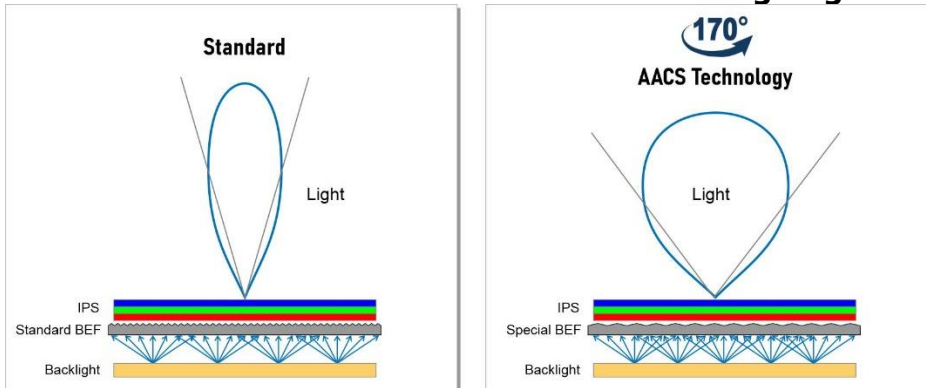 Standard
Light
IPS
Standard BEF
Backlight
170°
AACS Technology
Light
IPS
Special BEF
Backlight